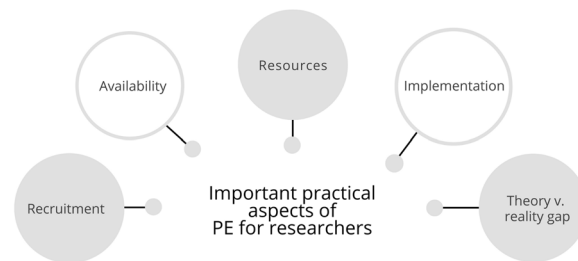 Resources
Availability
Implementation
Recruitment
Important practical
aspects of
PE for researchers
Theory v.
reality gap